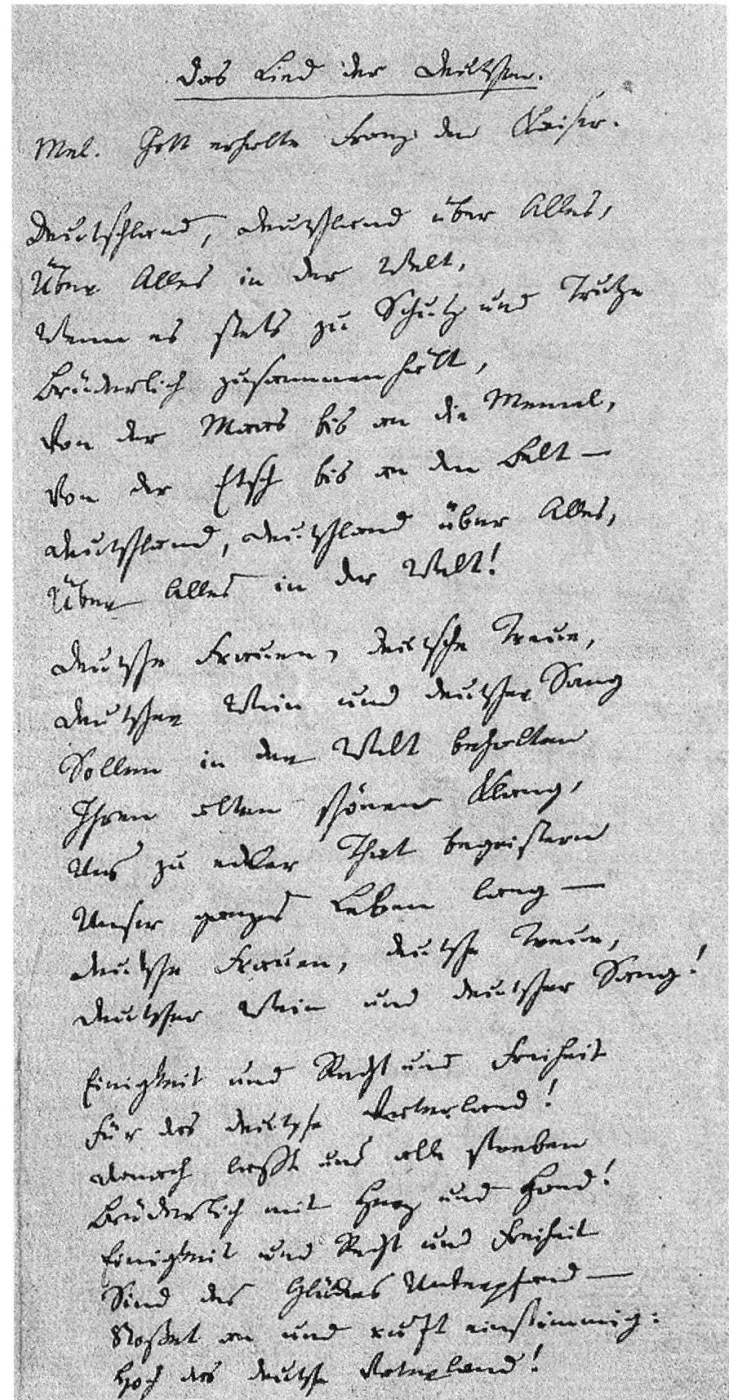 Das Lied der Deutschen.
Mel. Gott erhalte Franz den Kaiser.
Deutschland, Deutschland über Alles,
Über Alles in der Welt,
Wenn es stets zu Schutz und Trutze
Brüderlich zusammenhält,
Von der Maas bis an die Memel,
Von der Etsch bis an den Belt —
Deutschland, Deutschland über Alles,
Über Alles in der Welt!
Deutsche Frauen, deutsche Treue,
Deutscher Wein und deutscher Sang
Sollen in der Welt behalten
Ihren alten schönen Klang,
Uns zu edler That begeistern
Unser ganzes Leben lang —
Deutsche Frauen, deutsche Treue,
Deutscher Wein und deutscher Sang!
Einigkeit und Recht und Freiheit
Für das deutsche Vaterland!
Danach lasst uns alle streben
Brüderlich mit Herz und Hand!
Einigkeit und Recht und Freiheit
Sind des Glückes Unterpfand —
Stoßet an und ruft einstimmig:
Hoch das deutsche Vaterland!